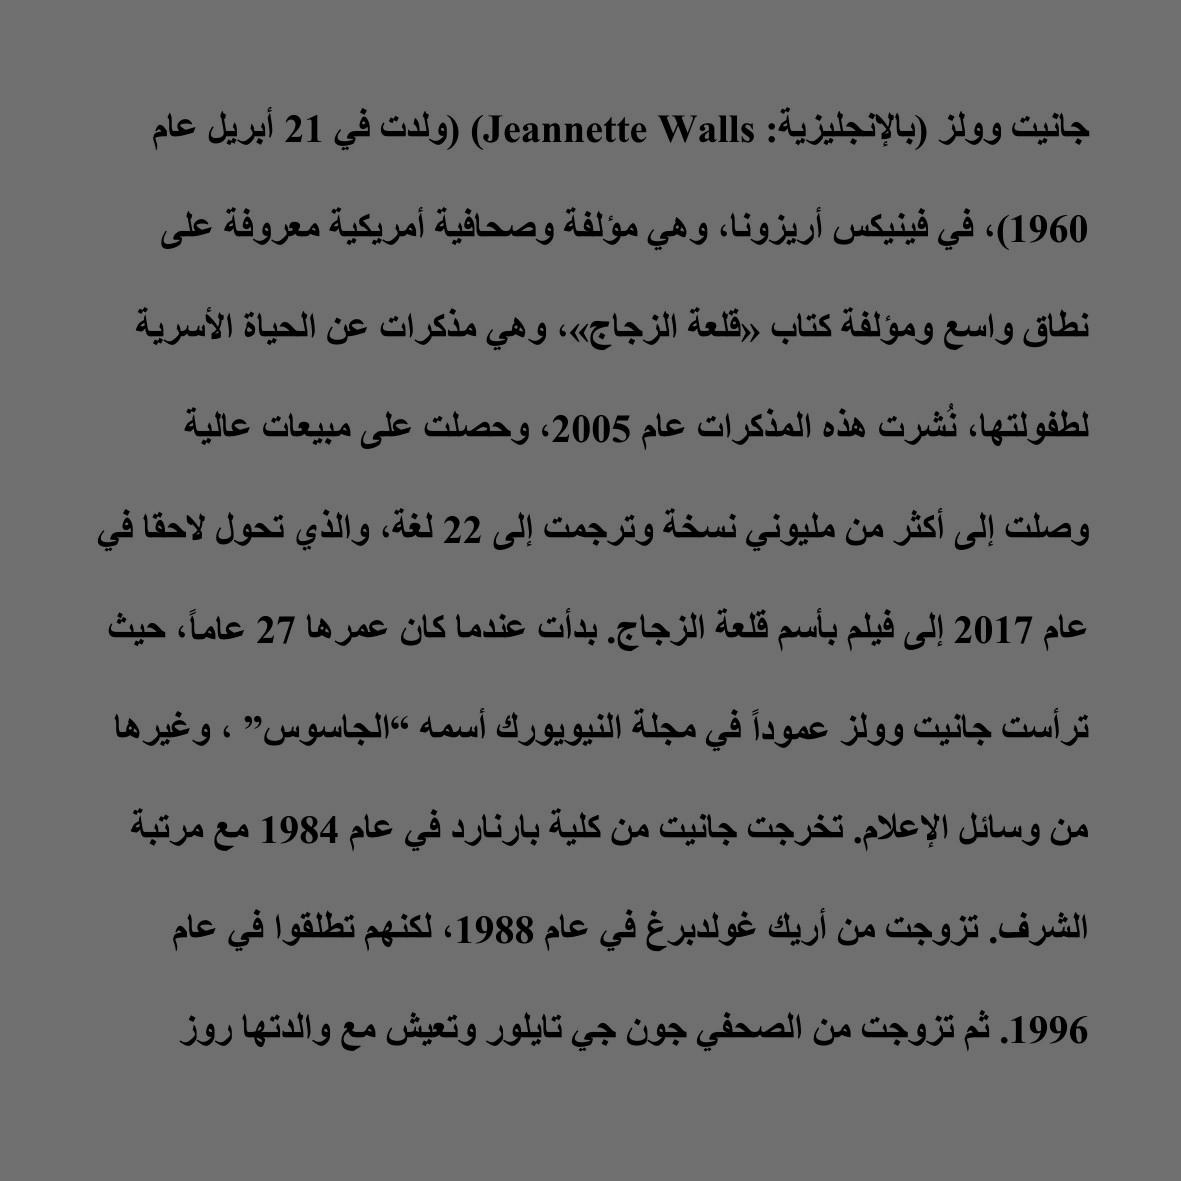 جانيت وولز (بالإنجليزية: Jeannette Walls) (ولدت في 21 أبريل عام
1960)، في فينيكس أريزونا، وهي مؤلفة وصحافية أمريكية معروفة على
نطاق واسع ومؤلفة كتاب «قلعة الزجاج»، وهي مذكرات عن الحياة الأسرية
لطفولتها، نُشرت هذه المذكرات عام 2005، وحصلت على مبيعات عالية
وصلت إلى أكثر من مليوني نسخة وترجمت إلى 22 لغة، والذي تحول لاحقا في
عام 2017 إلى فيلم بأسم قلعة الزجاج. بدأت عندما كان عمرها 27 عاماً، حيث
ترأست جانيت وولز عموداً في مجلة النيويورك أسمه “الجاسوس” ، وغيرها
من وسائل الإعلام. تخرجت جانيت من كلية بارنارد في عام 1984 مع مرتبة
الشرف. تزوجت من أريك غولدبرغ في عام 1988، لكنهم تطلقوا في عام
1996. ثم تزوجت من الصحفي جون جي تايلور وتعيش مع والدتها روز